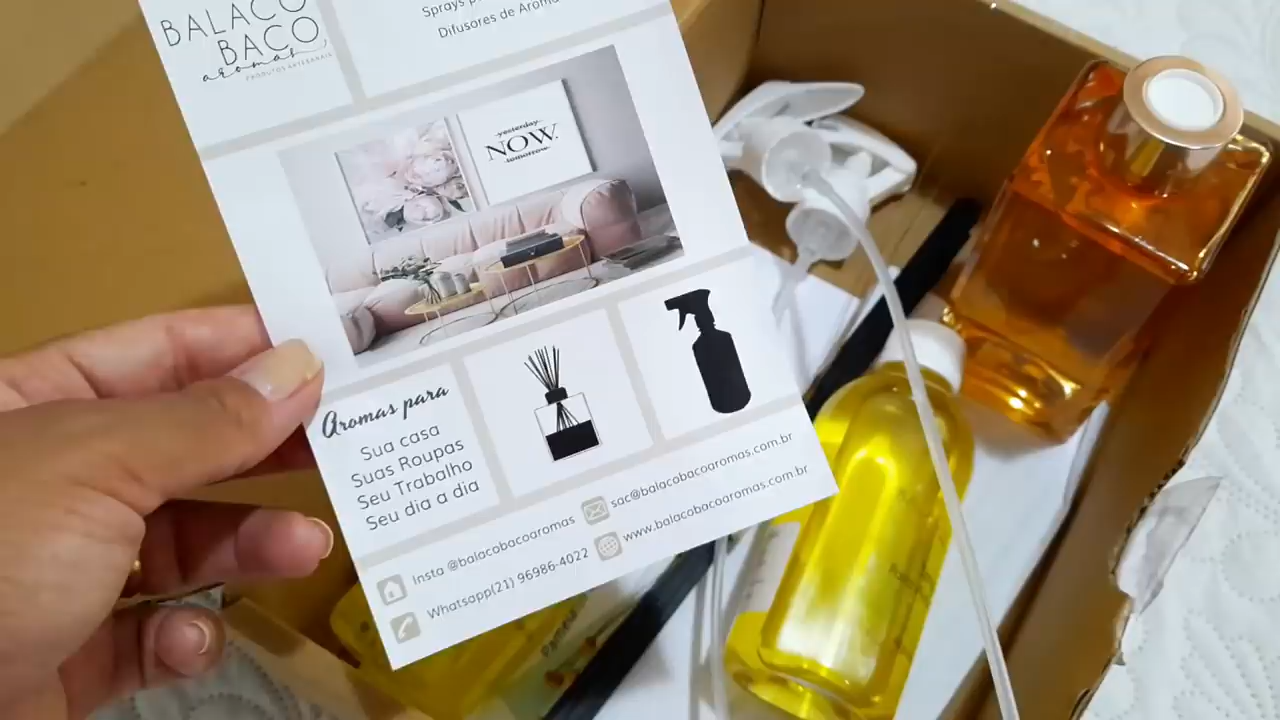 BALACO
BACO
aromas
PRODUTOS ARTESANAIS
Sprays
Difusores de Aroma
yesterday
NOW.
tomorrow
Aromas para
Sua casa
Suas Roupas
Seu Trabalho
Seu dia a dia
Insta @balacobacoaromas
sac@balacobacoaromas.com.br
Whatsapp(21) 96986-4022
www.balacobacoaromas.com.br